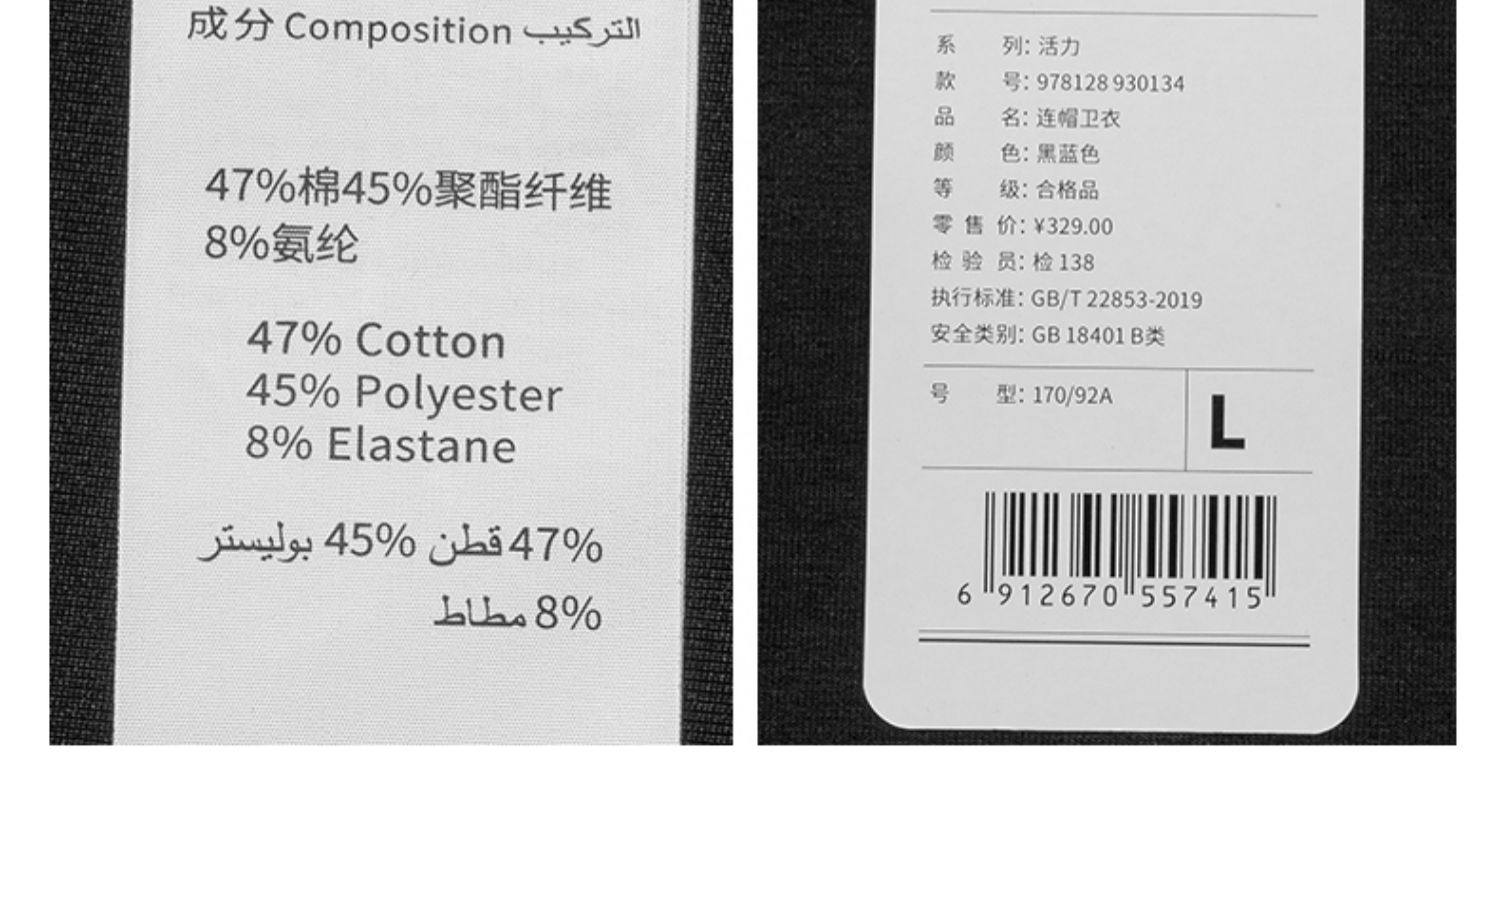 成分 Composition التركيب
47%棉45%聚酯纤维
8%氨纶
47% Cotton
45% Polyester
8% Elastane
47% قطن 45% بوليستر
8% مطاط
系列: 活力
款号: 978128 930134
品名: 连帽卫衣
颜色: 黑蓝色
等级: 合格品
零售价: ¥329.00
检验员: 检 138
执行标准: GB/T 22853-2019
安全类别: GB 18401 B类
号型: 170/92A
L
6 912670 557415